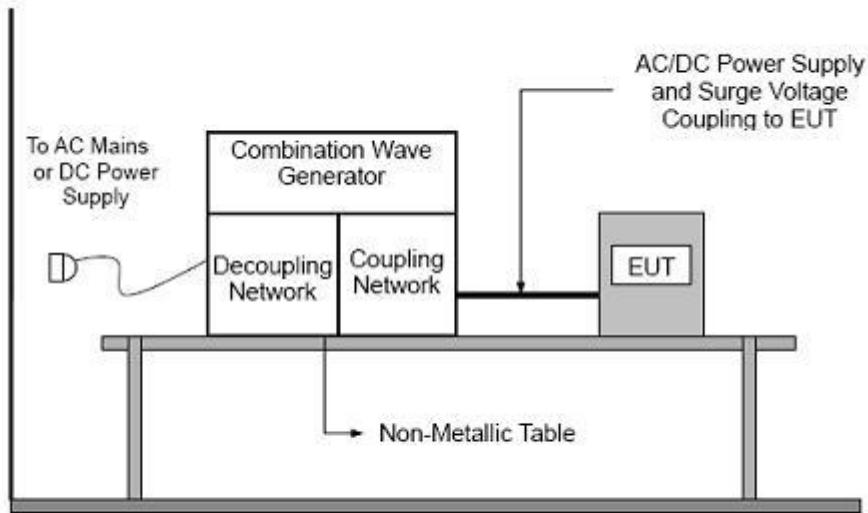 AC/DC Power Supply
and Surge Voltage
Coupling to EUT
To AC Mains
or DC Power
Supply
Combination Wave
Generator
Decoupling
Network
Coupling
Network
EUT
Non-Metallic Table